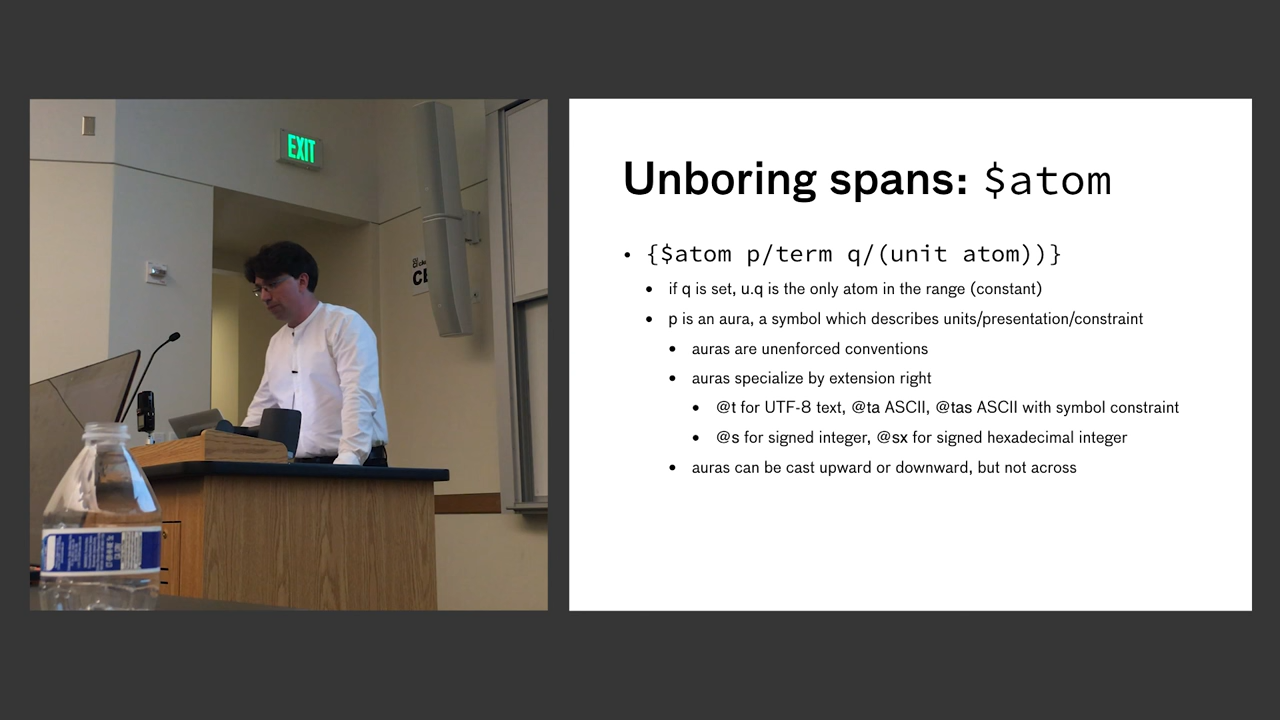 EXIT
Unboring spans: $atom
• {$atom p/term q/(unit atom))}
• if q is set, u.q is the only atom in the range (constant)
• p is an aura, a symbol which describes units/presentation/constraint
• auras are unenforced conventions
• auras specialize by extension right
• @t for UTF-8 text, @ta ASCII, @tas ASCII with symbol constraint
• @s for signed integer, @sx for signed hexadecimal integer
• auras can be cast upward or downward, but not across